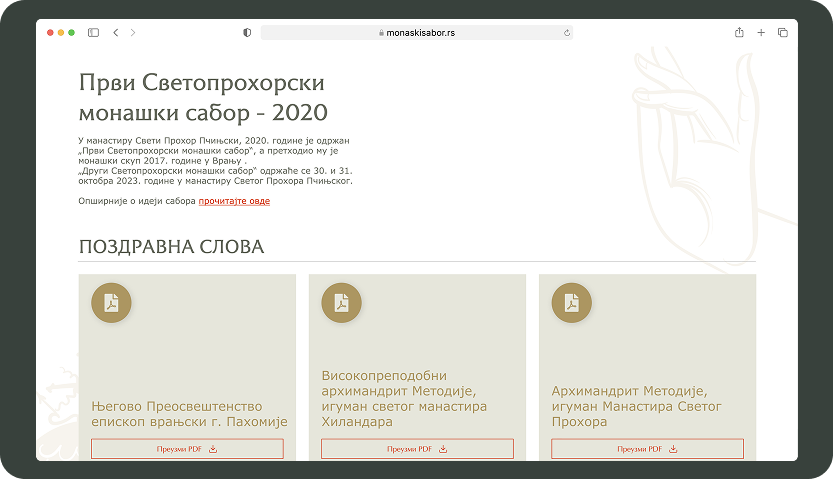 monaskisabor.rs
Први Светопрохорски
монашки сабор - 2020
У манастиру Свети Прохор Пчињски, 2020. године је одржан
„Први Светопрохорски монашки сабор“, а претходио му је
монашки скуп 2017. године у Врању .
„Други Светопрохорски монашки сабор“ одржаће се 30. и 31.
октобра 2023. године у манастиру Светог Прохора Пчињског.
Опширније о идеји сабора прочитајте овде
ПОЗДРАВНА СЛОВА
Његово Преосвештенство
епископ врањски г. Пахомије
Преузми PDF
Високопреподобни
архимандрит Методије,
игуман светог манастира
Хиландара
Преузми PDF
Архимандрит Методије,
игуман Манастира Светог
Прохора
Преузми PDF